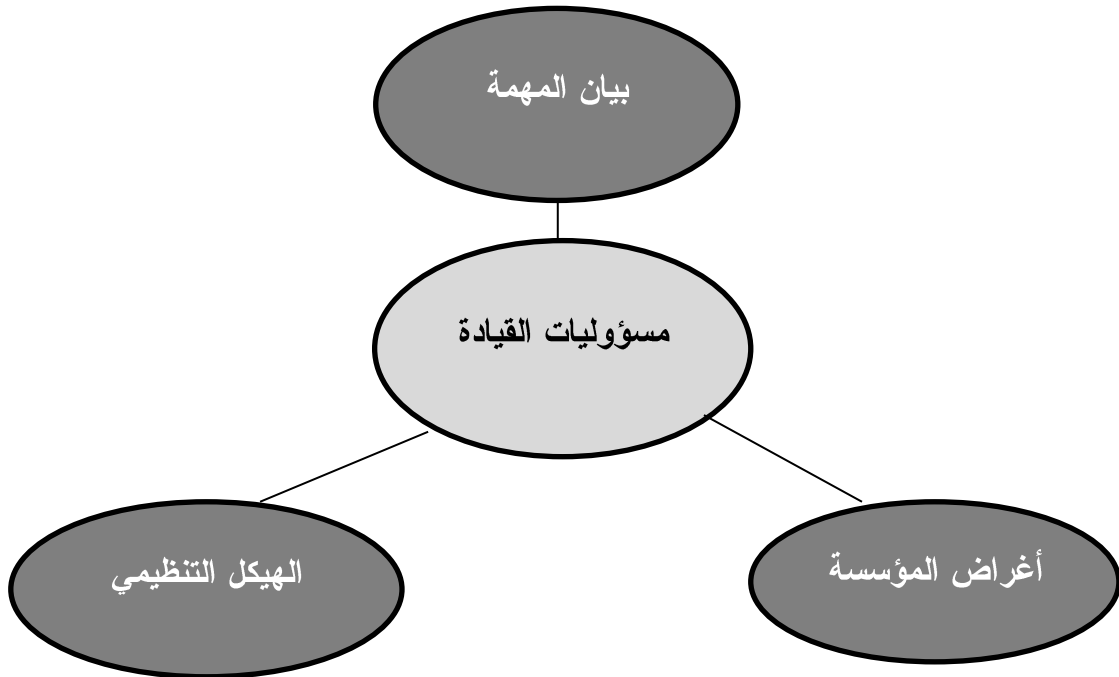 بيان المهمة
مسؤوليات القيادة
أغراض المؤسسة
الهيكل التنظيمي